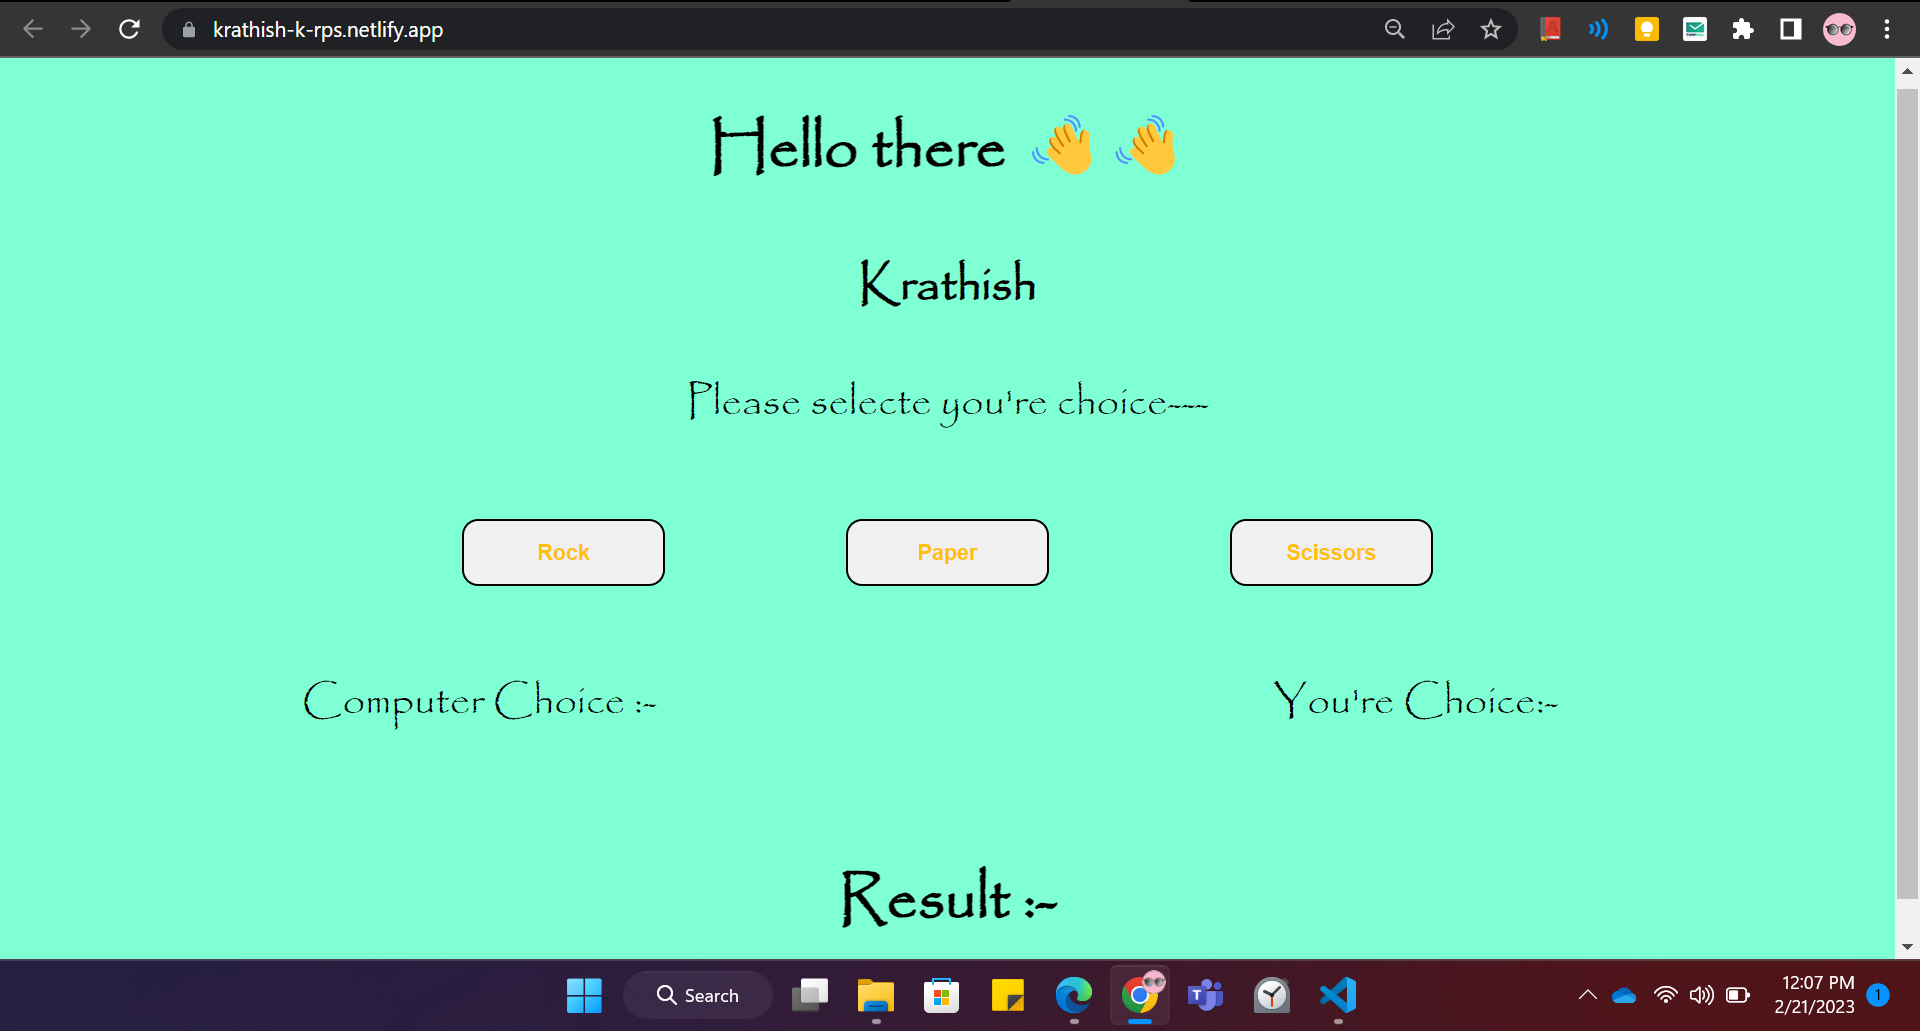 krathish-k-rps.netlify.app
Hello there 👋 👋
Krathish
Please selecte you're choice----
Rock
Paper
Scissors
Computer Choice :-
You're Choice:-
Result :-
Search
12:07 PM
2/21/2023
1